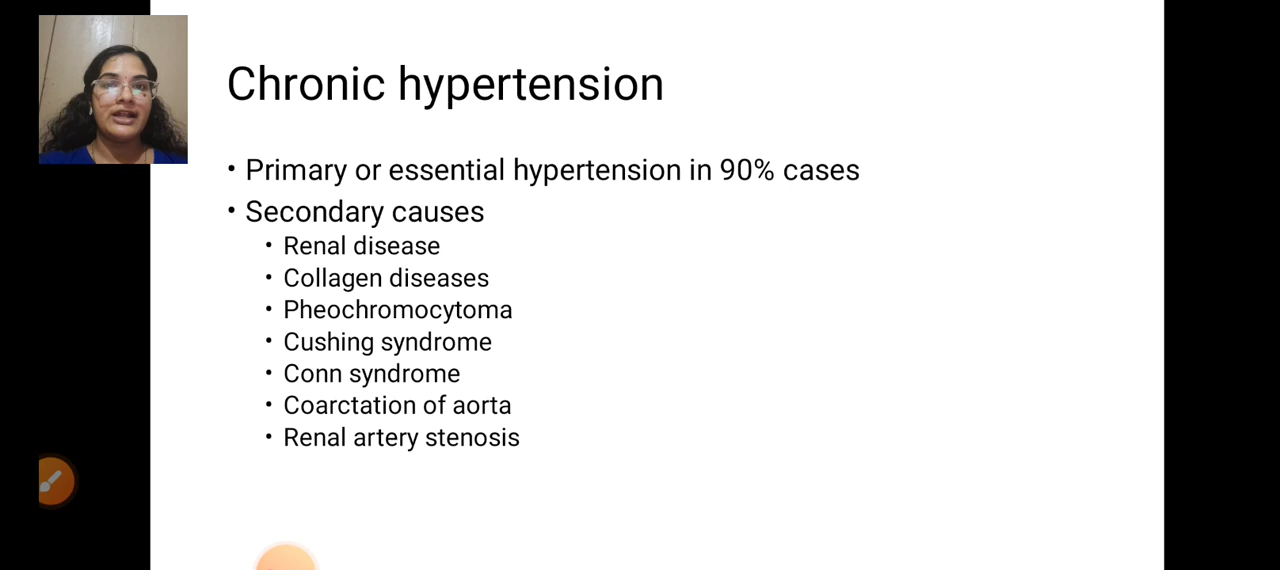 Chronic hypertension
• Primary or essential hypertension in 90% cases
• Secondary causes
• Renal disease
• Collagen diseases
• Pheochromocytoma
• Cushing syndrome
• Conn syndrome
• Coarctation of aorta
• Renal artery stenosis